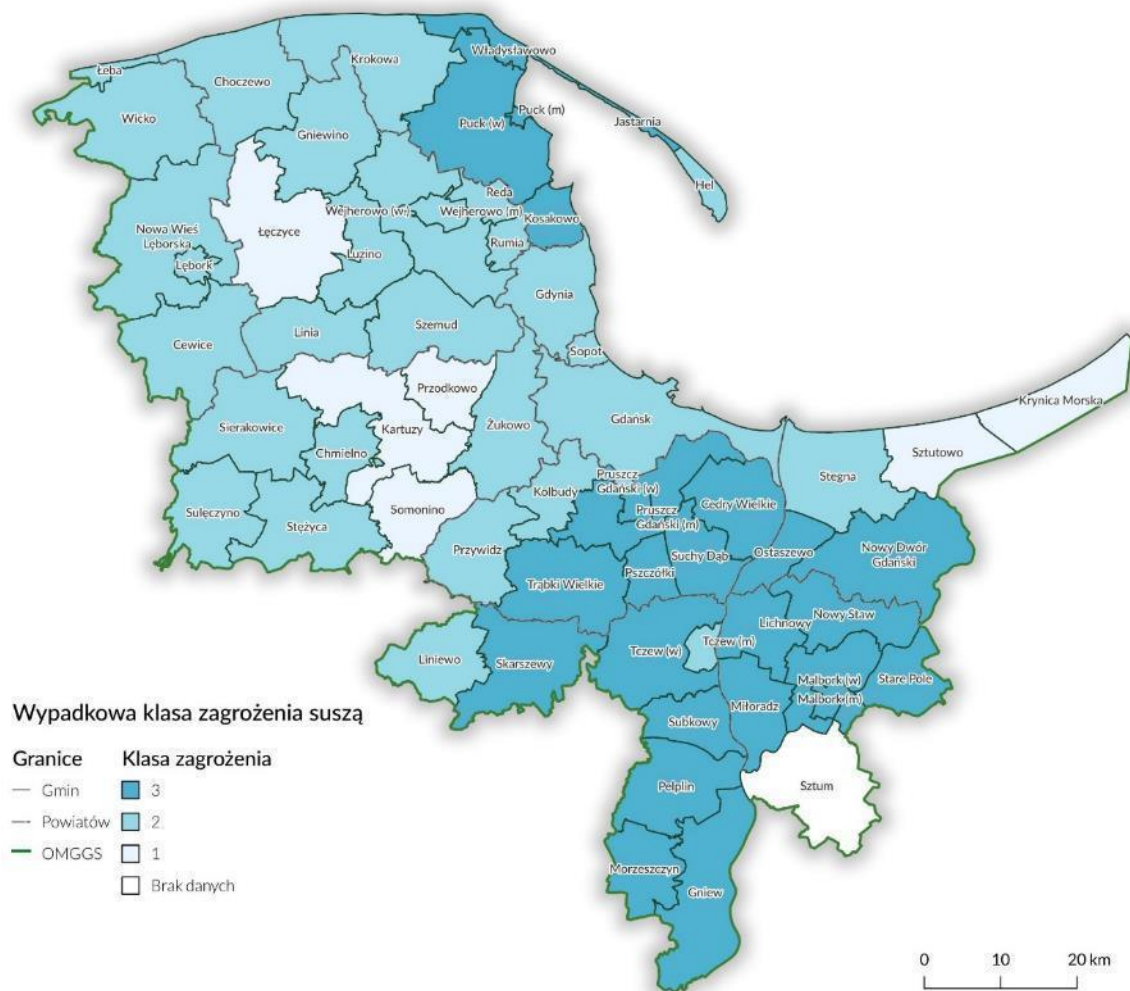 Władysławowo
Krokowa
Łeba
Choczewo
Puck (m)
Wicko
Puck (w)
Jastarnia
Gniewino
Hel
Reda
Wejherowo (w)
Wejherowo (m)
Kosakowo
Nowa Wieś
Lęborska
Łęczyce
Rumia
Luzino
Lębork
Gdynia
Szemud
Linia
Cewice
Sopot
Przodkowo
Krynica Morska
Gdańsk
Sierakowice
Kartuzy
Żukowo
Chmielno
Sztutowo
Stegna
Pruszcz
Gdański (w)
Kolbudy
Cedry Wielkie
Somonino
Sulęczyno
Pruszcz
Gdański (m)
Stężyca
Nowy Dwór
Gdański
Przywidz
Suchy Dąb
Ostaszewo
Trąbki Wielkie
Pszczółki
Nowy Staw
Lichnowy
Tczew (m)
Tczew (w)
Liniewo
Skarszewy
Malbork (w)
Stare Pole
Malbork (m)
Miłoradz
Subkowy
Pelplin
Sztum
Morzeszczyn
Gniew
Wypadkowa klasa zagrożenia suszą
Granice
Gmin
Powiatów
OMGGS
Klasa zagrożenia
3
2
1
Brak danych
0 10 20 km